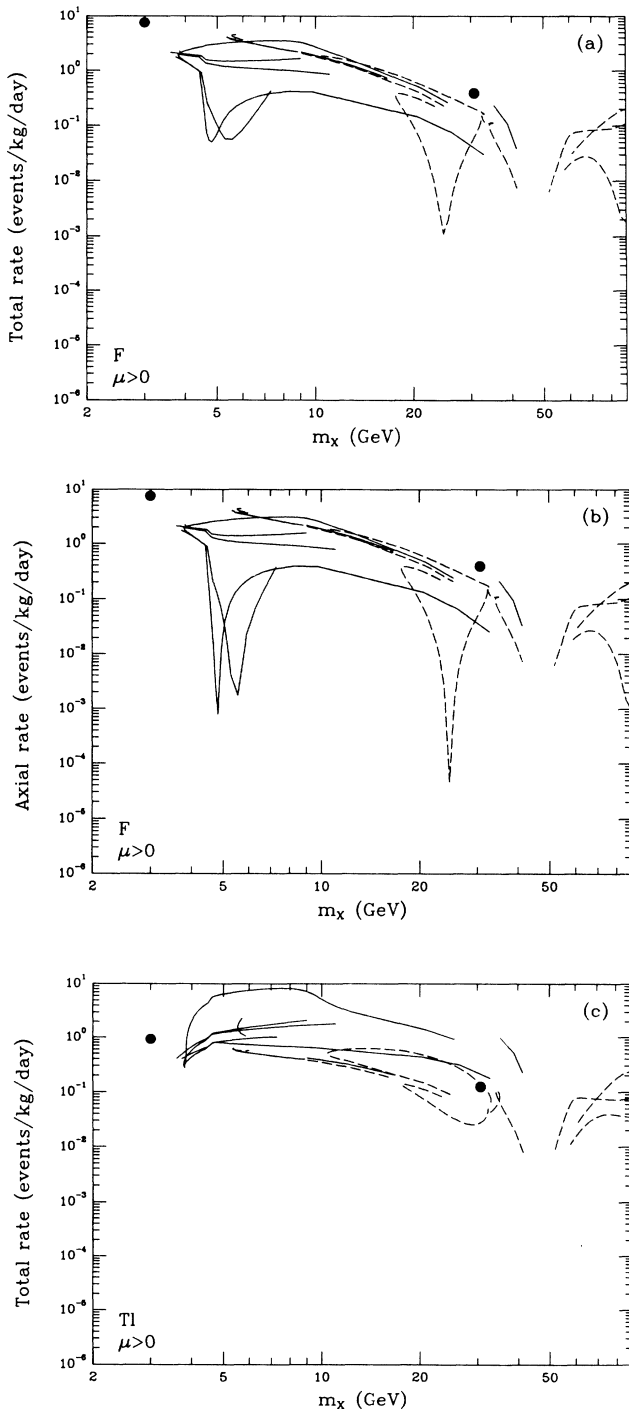 (a)
Total rate (events/kg/day)
10¹
10⁰
10⁻¹
10⁻²
10⁻³
10⁻⁴
10⁻⁵
10⁻⁶
F
μ>0
2 5 10 20 50
mₓ (GeV)
(b)
Axial rate (events/kg/day)
10¹
10⁰
10⁻¹
10⁻²
10⁻³
10⁻⁴
10⁻⁵
10⁻⁶
F
μ>0
2 5 10 20 50
mₓ (GeV)
(c)
Total rate (events/kg/day)
10¹
10⁰
10⁻¹
10⁻²
10⁻³
10⁻⁴
10⁻⁵
10⁻⁶
Tl
μ>0
2 5 10 20 50
mₓ (GeV)